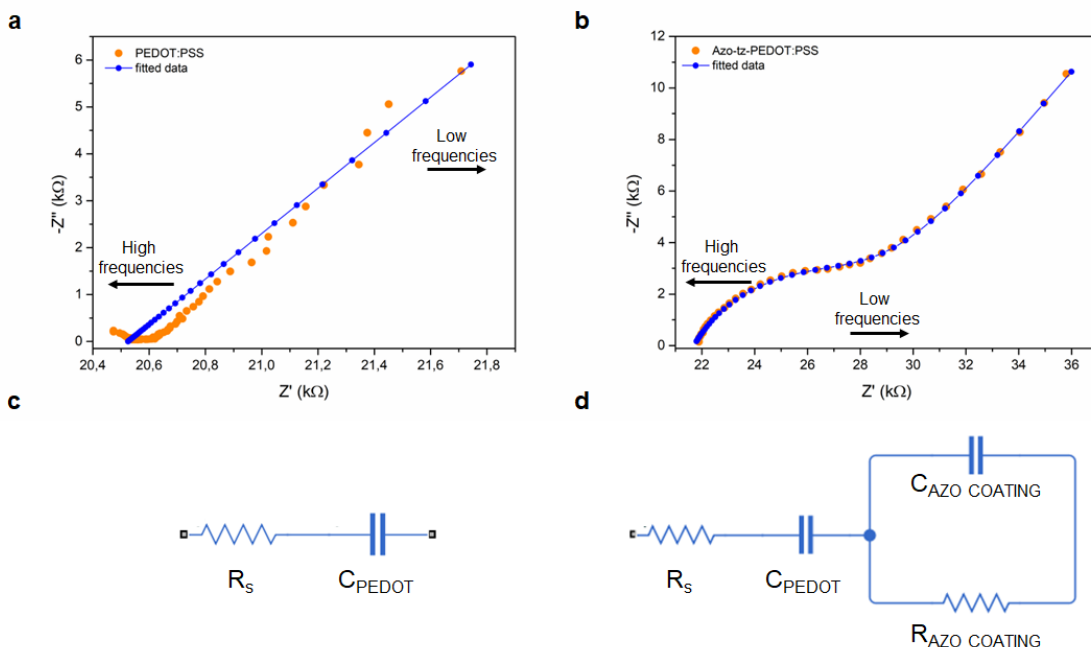 a
PEDOT:PSS
fitted data
Low
frequencies
High
frequencies
-Z" (kΩ)
6
5
4
3
2
1
0
20,4 20,6 20,8 21,0 21,2 21,4 21,6 21,8
Z' (kΩ)
b
Azo-tz-PEDOT:PSS
fitted data
High
frequencies
Low
frequencies
-Z" (kΩ)
12
10
8
6
4
2
0
22 24 26 28 30 32 34 36
Z' (kΩ)
c
Rs
CPEDOT
d
CAZO COATING
Rs
CPEDOT
RAZO COATING